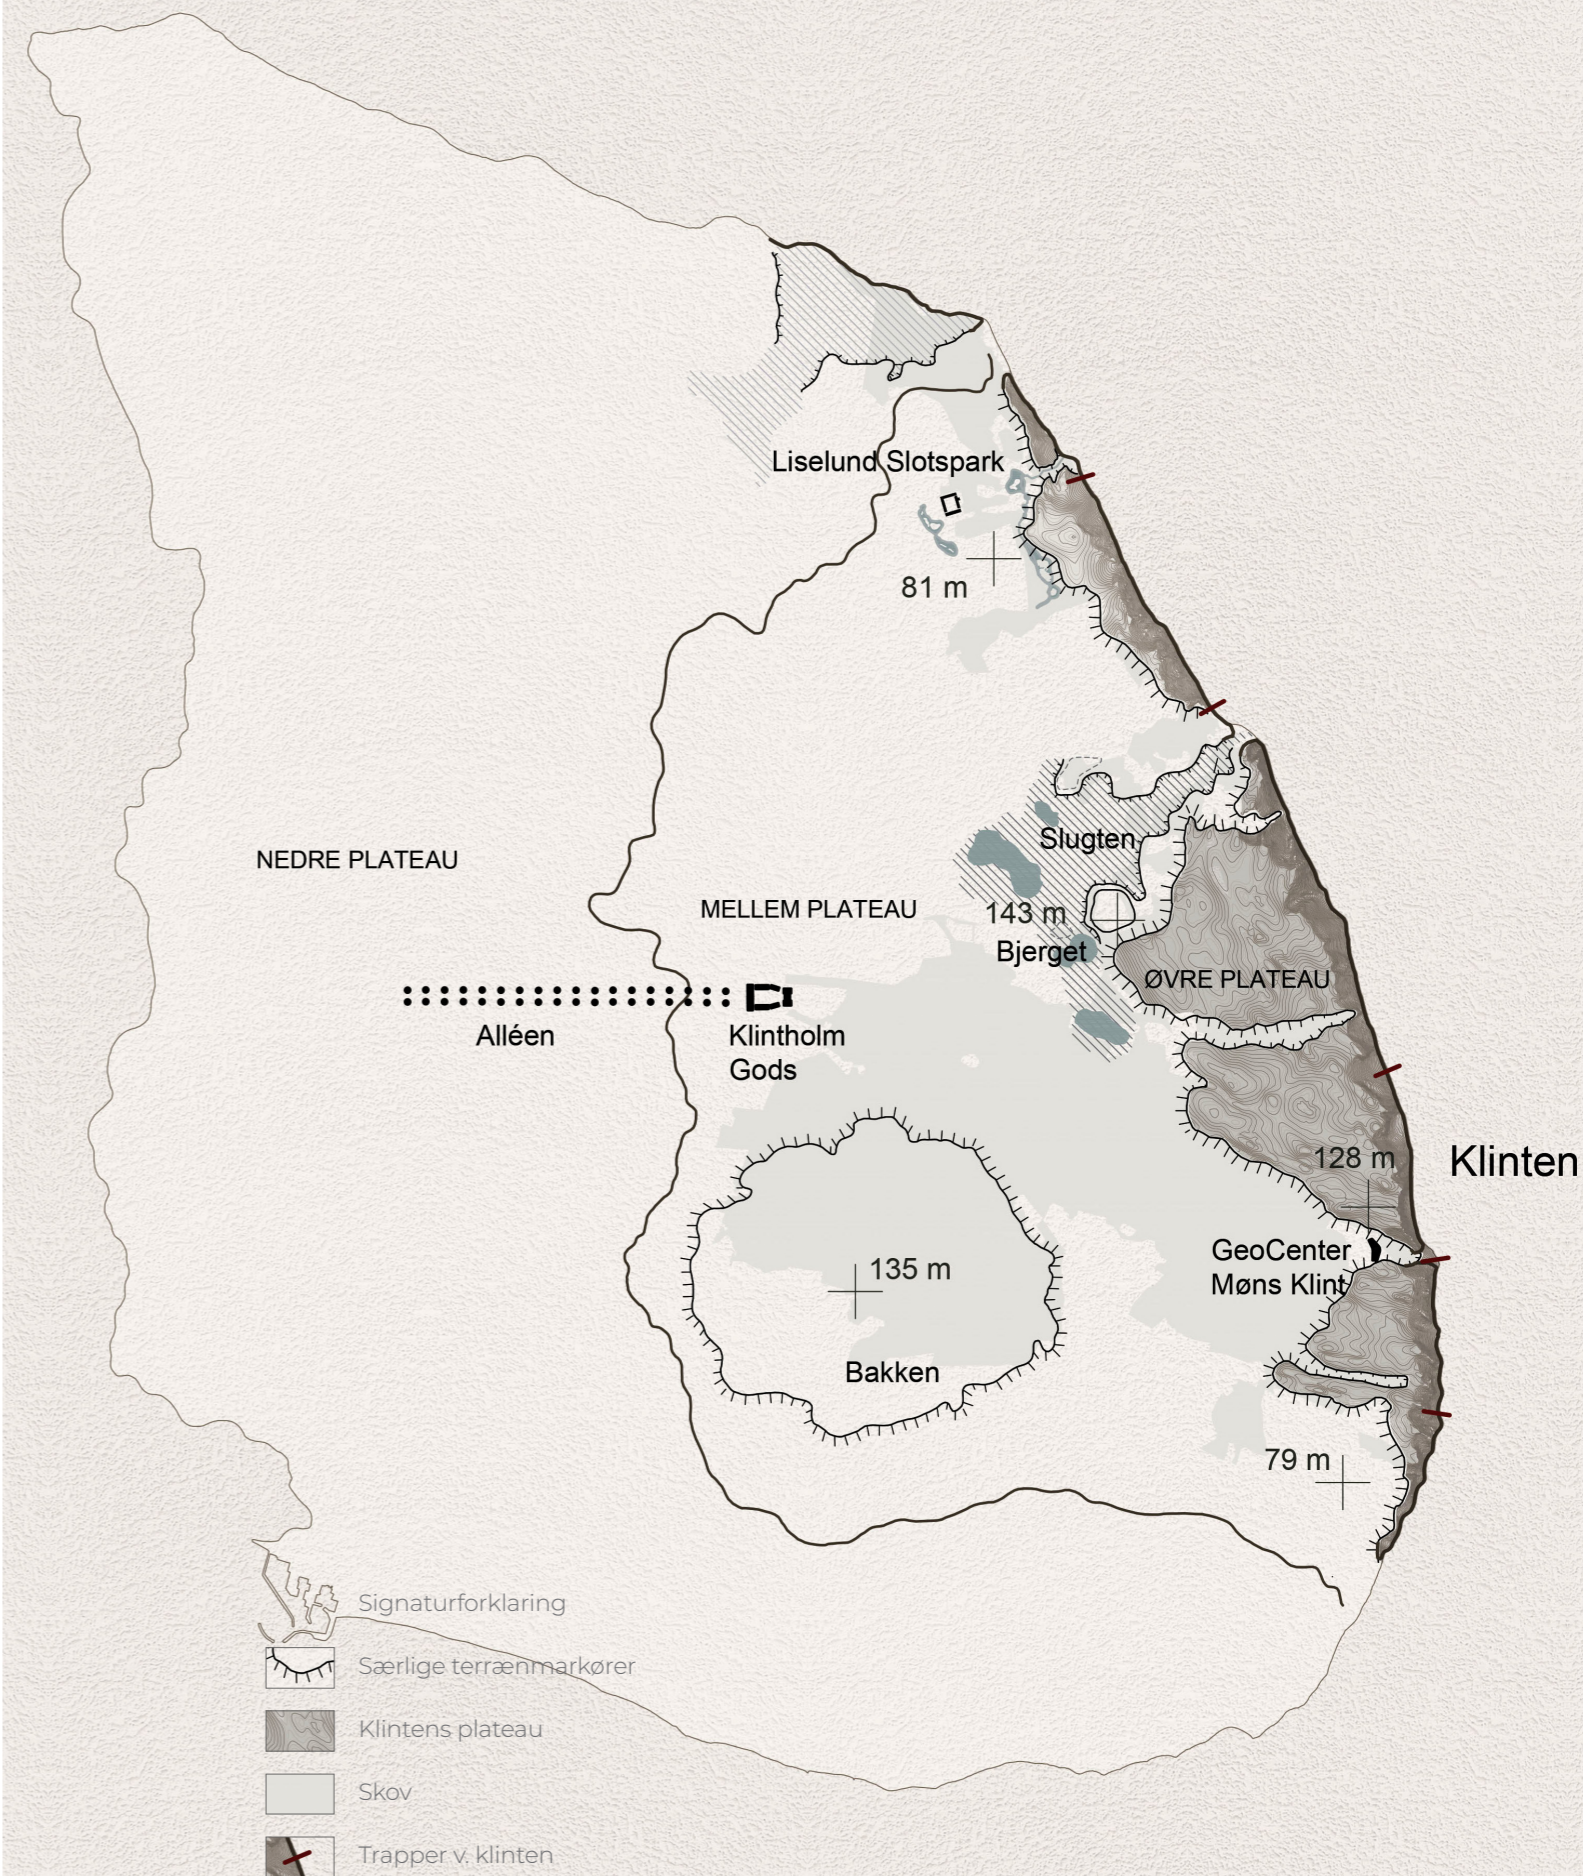 Liselund Slotspark
81 m
Slugten
NEDRE PLATEAU
MELLEM PLATEAU
143 m
Bjerget
ØVRE PLATEAU
Alléen
Klintholm
Gods
128 m
Klinten
GeoCenter
Møns Klint
135 m
Bakken
79 m
Signaturforklaring
Særlige terrænmarkører
Klintens plateau
Skov
Trapper v. klinten